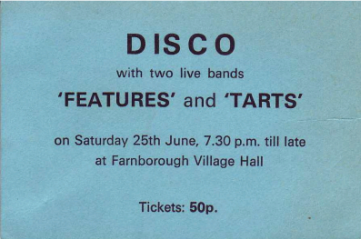 DISCO
with two live bands
'FEATURES' and 'TARTS'
on Saturday 25th June, 7.30 p.m. till late
at Farnborough Village Hall
Tickets: 50p.